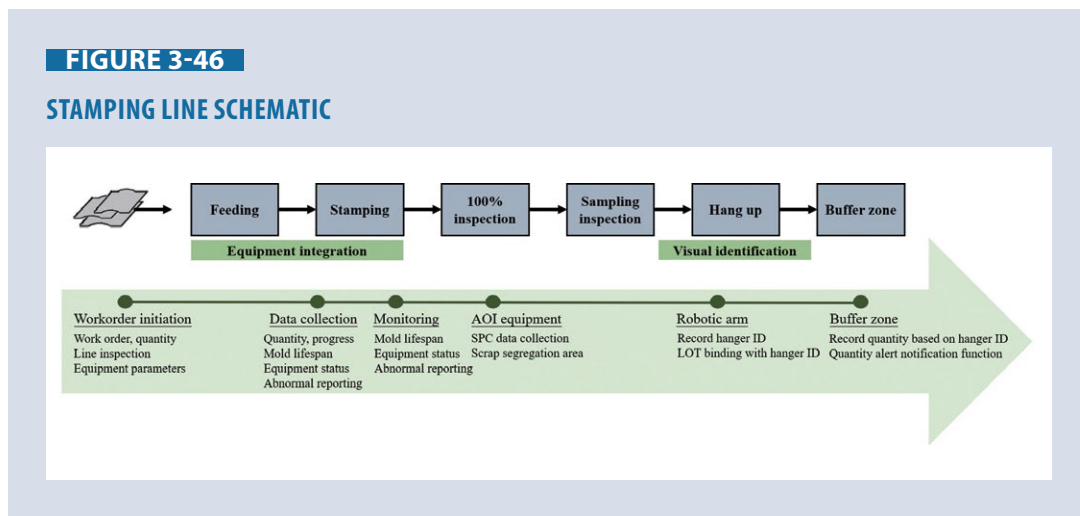 FIGURE 3-46
STAMPING LINE SCHEMATIC
Feeding
Stamping
100%
inspection
Sampling
inspection
Hang up
Buffer zone
Equipment integration
Visual identification
Workorder initiation
Work order, quantity
Line inspection
Equipment parameters
Data collection
Quantity, progress
Mold lifespan
Equipment status
Abnormal reporting
Monitoring
Mold lifespan
Equipment status
Abnormal reporting
AOI equipment
SPC data collection
Scrap segregation area
Robotic arm
Record hanger ID
LOT binding with hanger ID
Buffer zone
Record quantity based on hanger ID
Quantity alert notification function